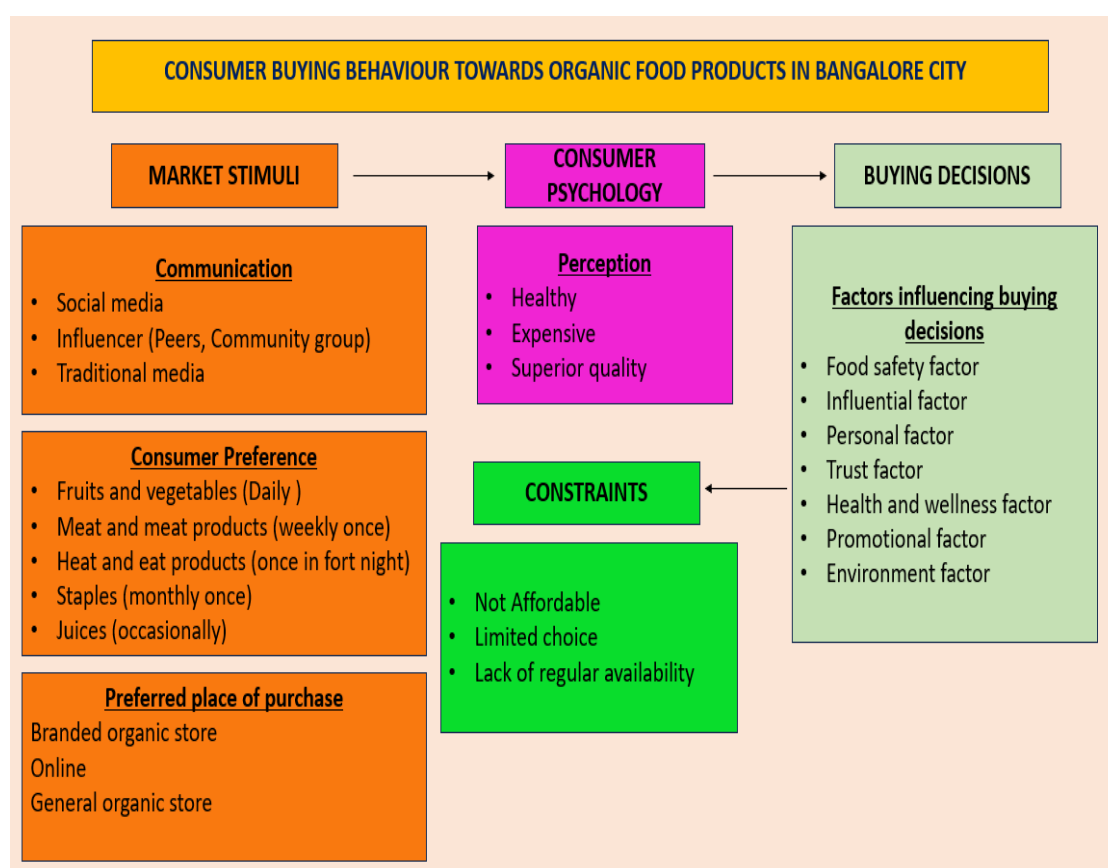 CONSUMER BUYING BEHAVIOUR TOWARDS ORGANIC FOOD PRODUCTS IN BANGALORE CITY
MARKET STIMULI
CONSUMER
PSYCHOLOGY
BUYING DECISIONS
Communication
• Social media
• Influencer (Peers, Community group)
• Traditional media
Consumer Preference
• Fruits and vegetables (Daily )
• Meat and meat products (weekly once)
• Heat and eat products (once in fort night)
• Staples (monthly once)
• Juices (occasionally)
Preferred place of purchase
Branded organic store
Online
General organic store
Perception
• Healthy
• Expensive
• Superior quality
CONSTRAINTS
• Not Affordable
• Limited choice
• Lack of regular availability
Factors influencing buying
decisions
• Food safety factor
• Influential factor
• Personal factor
• Trust factor
• Health and wellness factor
• Promotional factor
• Environment factor